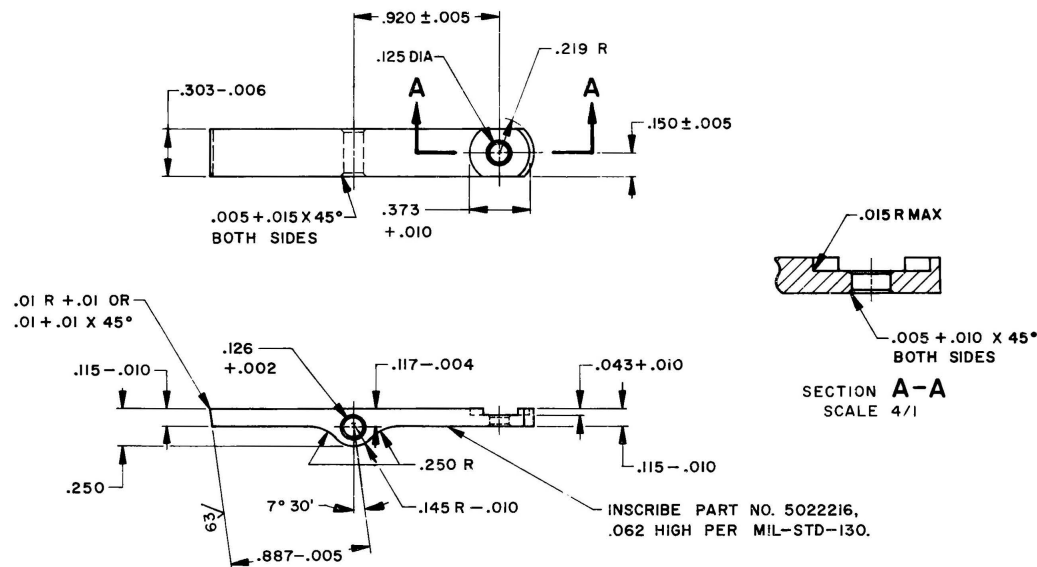 .920±.005
.125 DIA
.219 R
A
A
.303-.006
.150±.005
.005+.015 X 45°
BOTH SIDES
.373
+.010
.015 R MAX
.01 R +.01 OR
.01+.01 X 45°
.126
+.002
.115-.010
.117-.004
.043+.010
.005 +.010 X 45°
BOTH SIDES
SECTION A-A
SCALE 4/1
.250
.250 R
.115-.010
63
7° 30'
.145 R -.010
INSCRIBE PART NO. 5022216,
.062 HIGH PER MIL-STD-130.
.887-.005